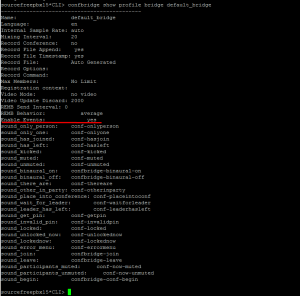 sourcefreepbx15*CLI> confbridge show profile bridge default_bridge
--------------------------------------------
Name: default_bridge
Language: en
Internal Sample Rate: auto
Mixing Interval: 20
Record Conference: no
Record File Append: yes
Record File Timestamp: yes
Record File: Auto Generated
Record Options:
Record Command:
Max Members: No Limit
Registration context:
Video Mode: no video
Video Update Discard: 2000
REMB Send Interval: 0
REMB Behavior: average
Enable Events: yes
sound_only_person: conf-onlyperson
sound_only_one: conf-onlyone
sound_has_joined: conf-hasjoin
sound_has_left: conf-hasleft
sound_kicked: conf-kicked
sound_muted: conf-muted
sound_unmuted: conf-unmuted
sound_binaural_on: confbridge-binaural-on
sound_binaural_off: confbridge-binaural-off
sound_there_are: conf-thereare
sound_other_in_party: conf-otherinparty
sound_place_into_conference: conf-placeintoconf
sound_wait_for_leader: conf-waitforleader
sound_leader_has_left: conf-leaderhasleft
sound_get_pin: conf-getpin
sound_invalid_pin: conf-invalidpin
sound_locked: conf-locked
sound_unlocked_now: conf-unlockednow
sound_lockednow: conf-lockednow
sound_error_menu: conf-errormenu
sound_join: confbridge-join
sound_leave: confbridge-leave
sound_participants_muted: conf-now-muted
sound_participants_unmuted: conf-now-unmuted
sound_begin: confbridge-conf-begin
sourcefreepbx15*CLI>